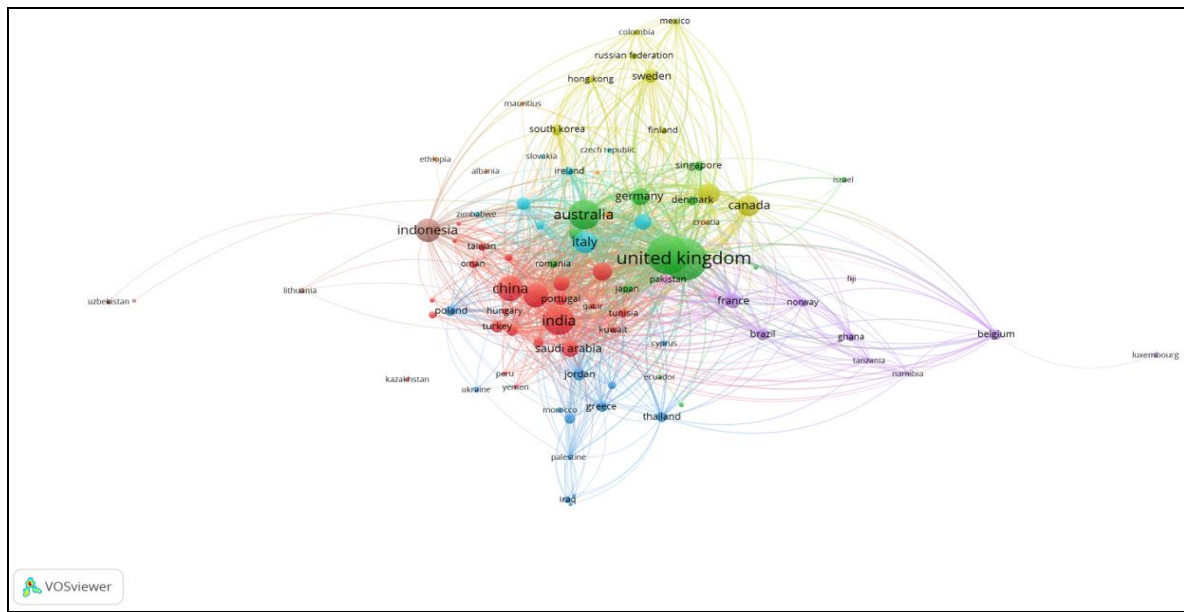 mexico
colombia
russian federation
hong kong
sweden
mauritius
south korea
finland
slovakia
czech republic
ethiopia
albania
ireland
singapore
israel
germany
denmark
canada
zimbabwe
australia
croatia
indonesia
taiwan
italy
oman
romania
united kingdom
pakistan
fiji
uzbekistan
lithuania
china
portugal
japan
france
norway
poland
hungary
qatar
tunisia
turkey
india
kuwait
brazil
ghana
belgium
saudi arabia
cyprus
luxembourg
tanzania
kazakhstan
peru
jordan
ecuador
namibia
ukraine
yemen
morocco
greece
thailand
palestine
iraq
VOSviewer